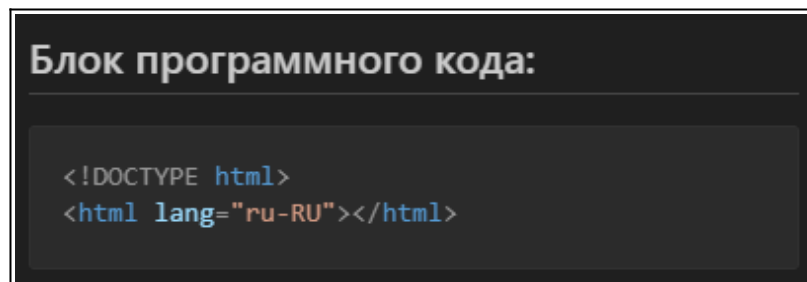 Блок программного кода:
<!DOCTYPE html>
<html lang="ru-RU"></html>